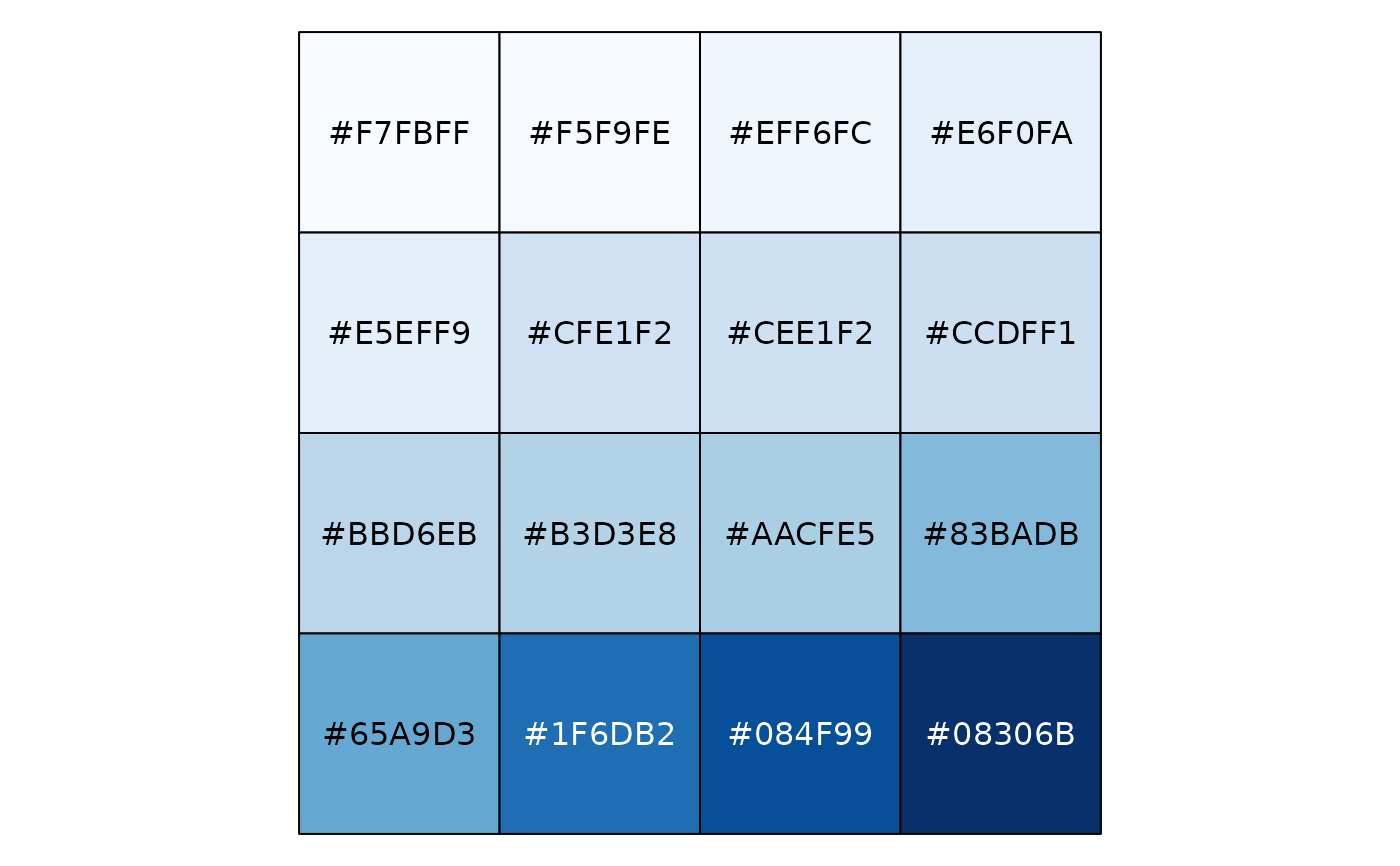 #F7FBFF #F5F9FE #EFF6FC #E6F0FA
#E5EFF9 #CFE1F2 #CEE1F2 #CCDFF1
#BBD6EB #B3D3E8 #AACFE5 #83BADB
#65A9D3 #1F6DB2 #084F99 #08306B